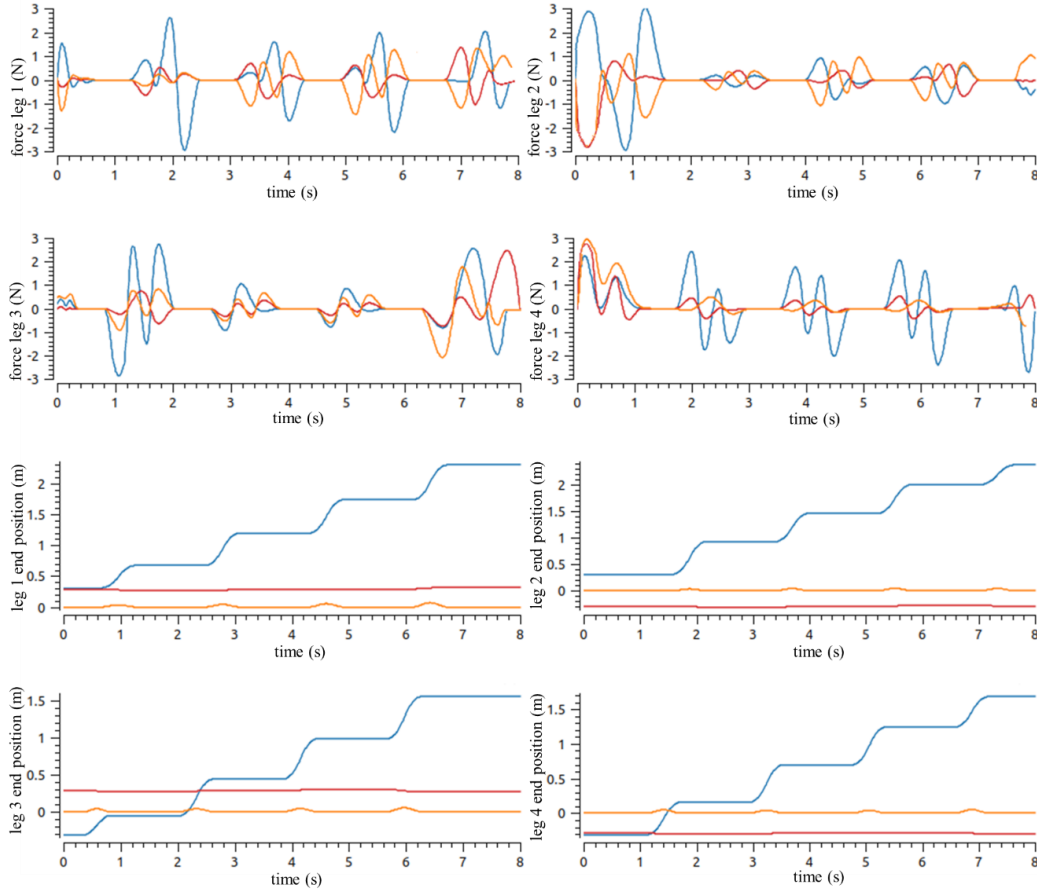 3
2
1
0
-1
-2
-3
force leg 1 (N)
0 1 2 3 4 5 6 7 8
time (s)
3
2
1
0
-1
-2
-3
force leg 2 (N)
0 1 2 3 4 5 6 7 8
time (s)
3
2
1
0
-1
-2
-3
force leg 3 (N)
0 1 2 3 4 5 6 7 8
time (s)
3
2
1
0
-1
-2
-3
force leg 4 (N)
0 1 2 3 4 5 6 7 8
time (s)
2
1.5
1
0.5
0
leg 1 end position (m)
0 1 2 3 4 5 6 7 8
time (s)
2
1.5
1
0.5
0
leg 2 end position (m)
0 1 2 3 4 5 6 7 8
time (s)
1.5
1
0.5
0
leg 3 end position (m)
0 1 2 3 4 5 6 7 8
time (s)
1.5
1
0.5
0
leg 4 end position (m)
0 1 2 3 4 5 6 7 8
time (s)